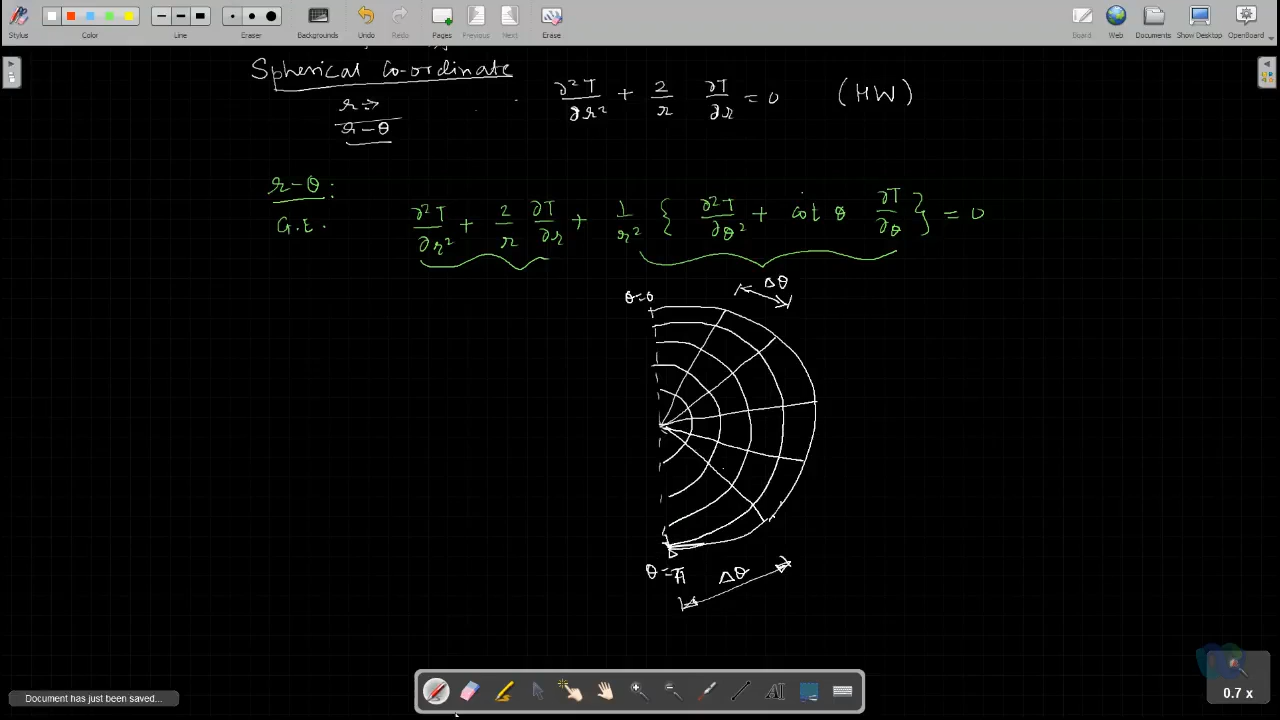 Stylus Color Line Eraser Backgrounds Undo Redo Pages Previous Next Erase Board Web Documents Show Desktop OpenBoard
Spherical Co-ordinate
∂²T/∂r² + 2/r ∂T/∂r = 0 (HW)
r →
r-θ
r-θ :
G.E. ∂²T/∂r² + 2/r ∂T/∂r + 1/r² { ∂²T/∂θ² + cot θ ∂T/∂θ } = 0
Δθ
θ=0
θ=π Δθ
Document has just been saved...
0.7 x